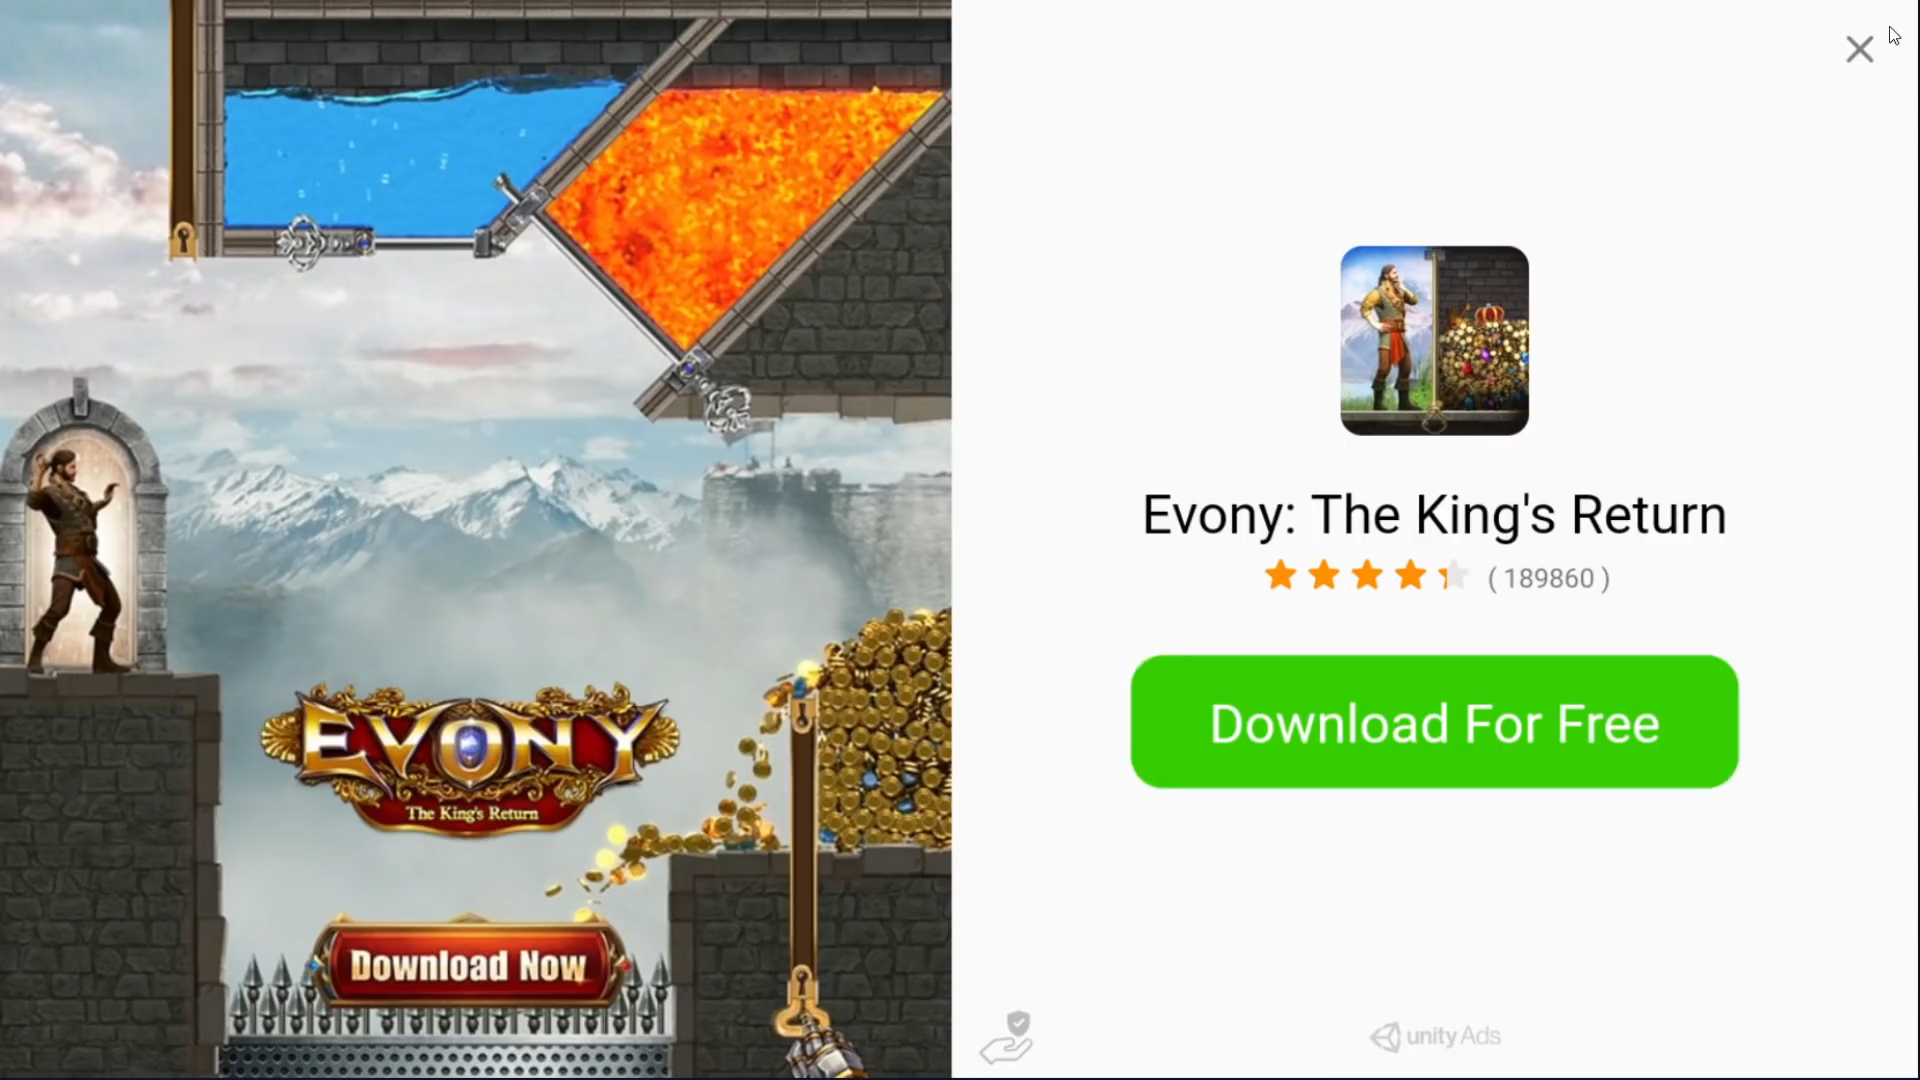 EVONY
The King's Return
Download Now
Evony: The King's Return
( 189860 )
Download For Free
unity Ads